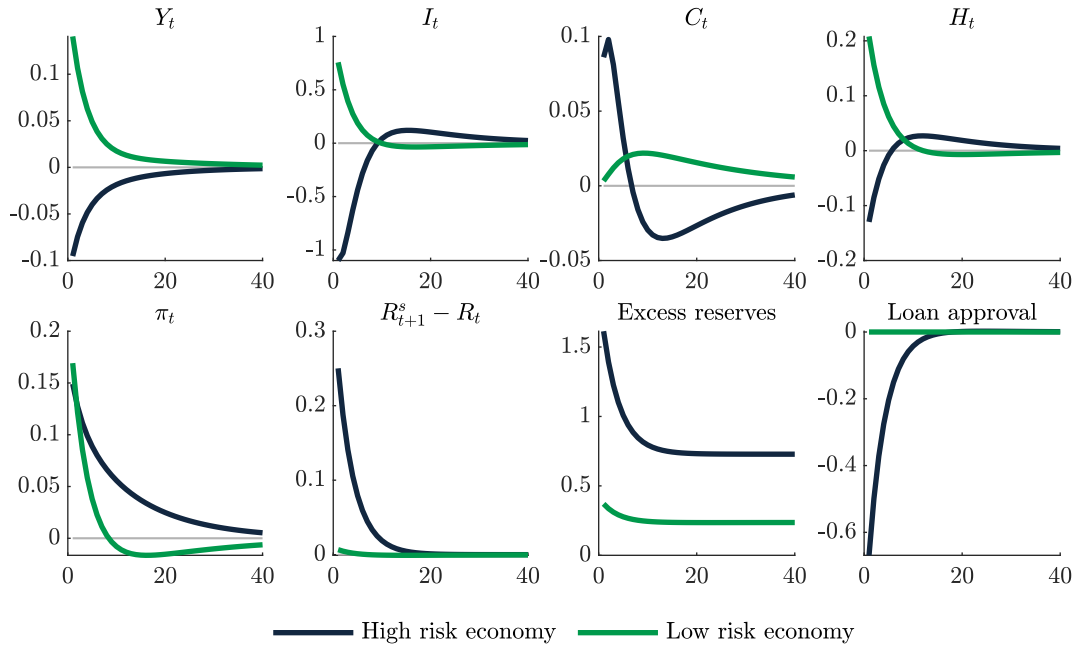 Y_t I_t C_t H_t
0.1 0.05 0 -0.05 -0.1
0 20 40
1 0.5 0 -0.5 -1
0 20 40
0.1 0.05 0 -0.05
0 20 40
0.2 0.1 0 -0.1 -0.2
0 20 40
π_t R^s_{t+1} − R_t Excess reserves Loan approval
0.2 0.15 0.1 0.05 0
0 20 40
0.3 0.2 0.1 0
0 20 40
1.5 1 0.5 0
0 20 40
0 -0.2 -0.4 -0.6
0 20 40
High risk economy Low risk economy